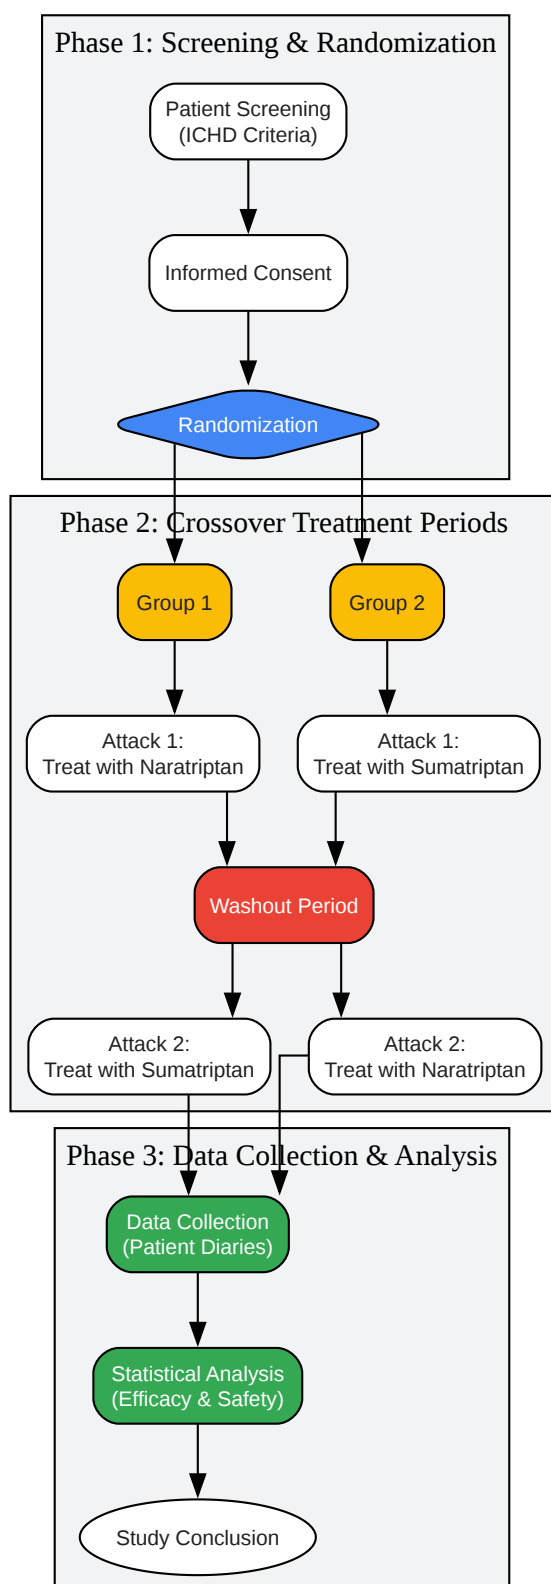 Phase 1: Screening & Randomization
Patient Screening
(ICHD Criteria)
Informed Consent
Randomization
Phase 2: Crossover Treatment Periods
Group 1
Group 2
Attack 1:
Treat with Naratriptan
Attack 1:
Treat with Sumatriptan
Washout Period
Attack 2:
Treat with Sumatriptan
Attack 2:
Treat with Naratriptan
Phase 3: Data Collection & Analysis
Data Collection
(Patient Diaries)
Statistical Analysis
(Efficacy & Safety)
Study Conclusion